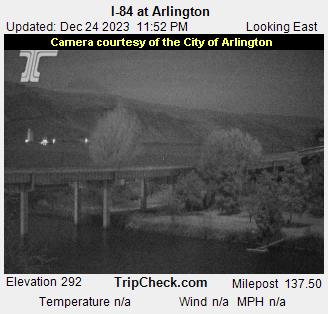 I-84 at Arlington
Updated: Dec 24 2023 11:52 PM Looking East
Camera courtesy of the City of Arlington
Elevation 292 TripCheck.com Milepost 137.50
Temperature n/a Wind n/a MPH n/a